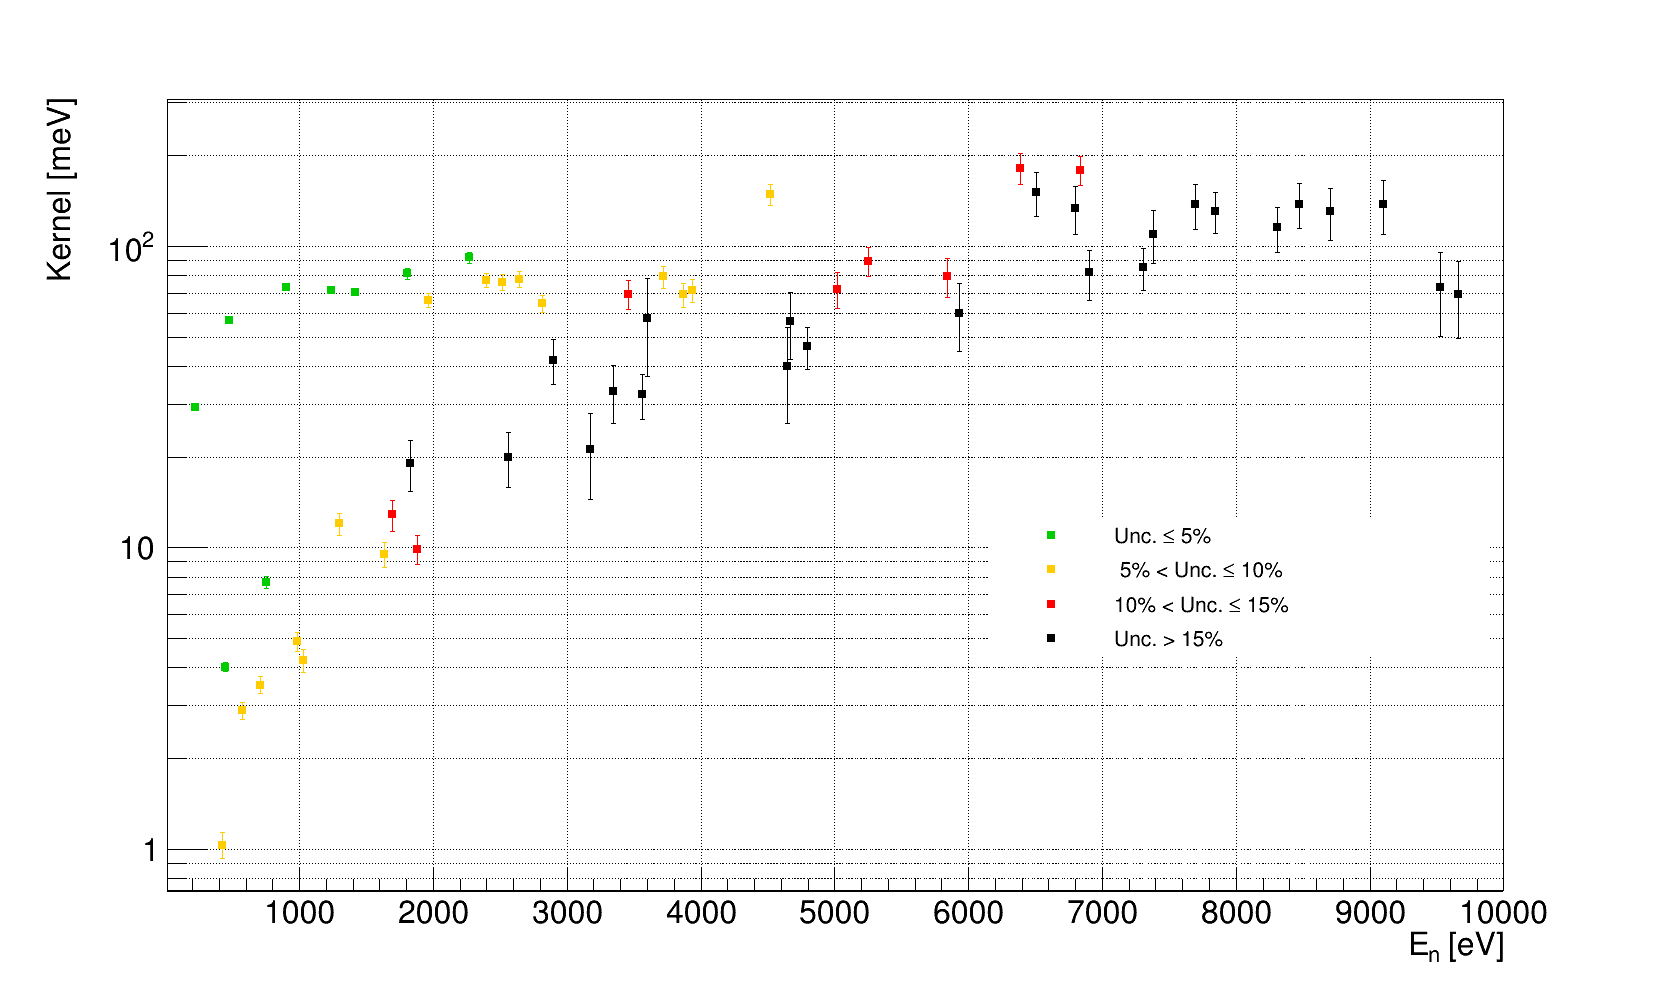 Kernel [meV]
10²
10
1
Unc. ≤ 5%
5% < Unc. ≤ 10%
10% < Unc. ≤ 15%
Unc. > 15%
1000 2000 3000 4000 5000 6000 7000 8000 9000 10000
Eₙ [eV]